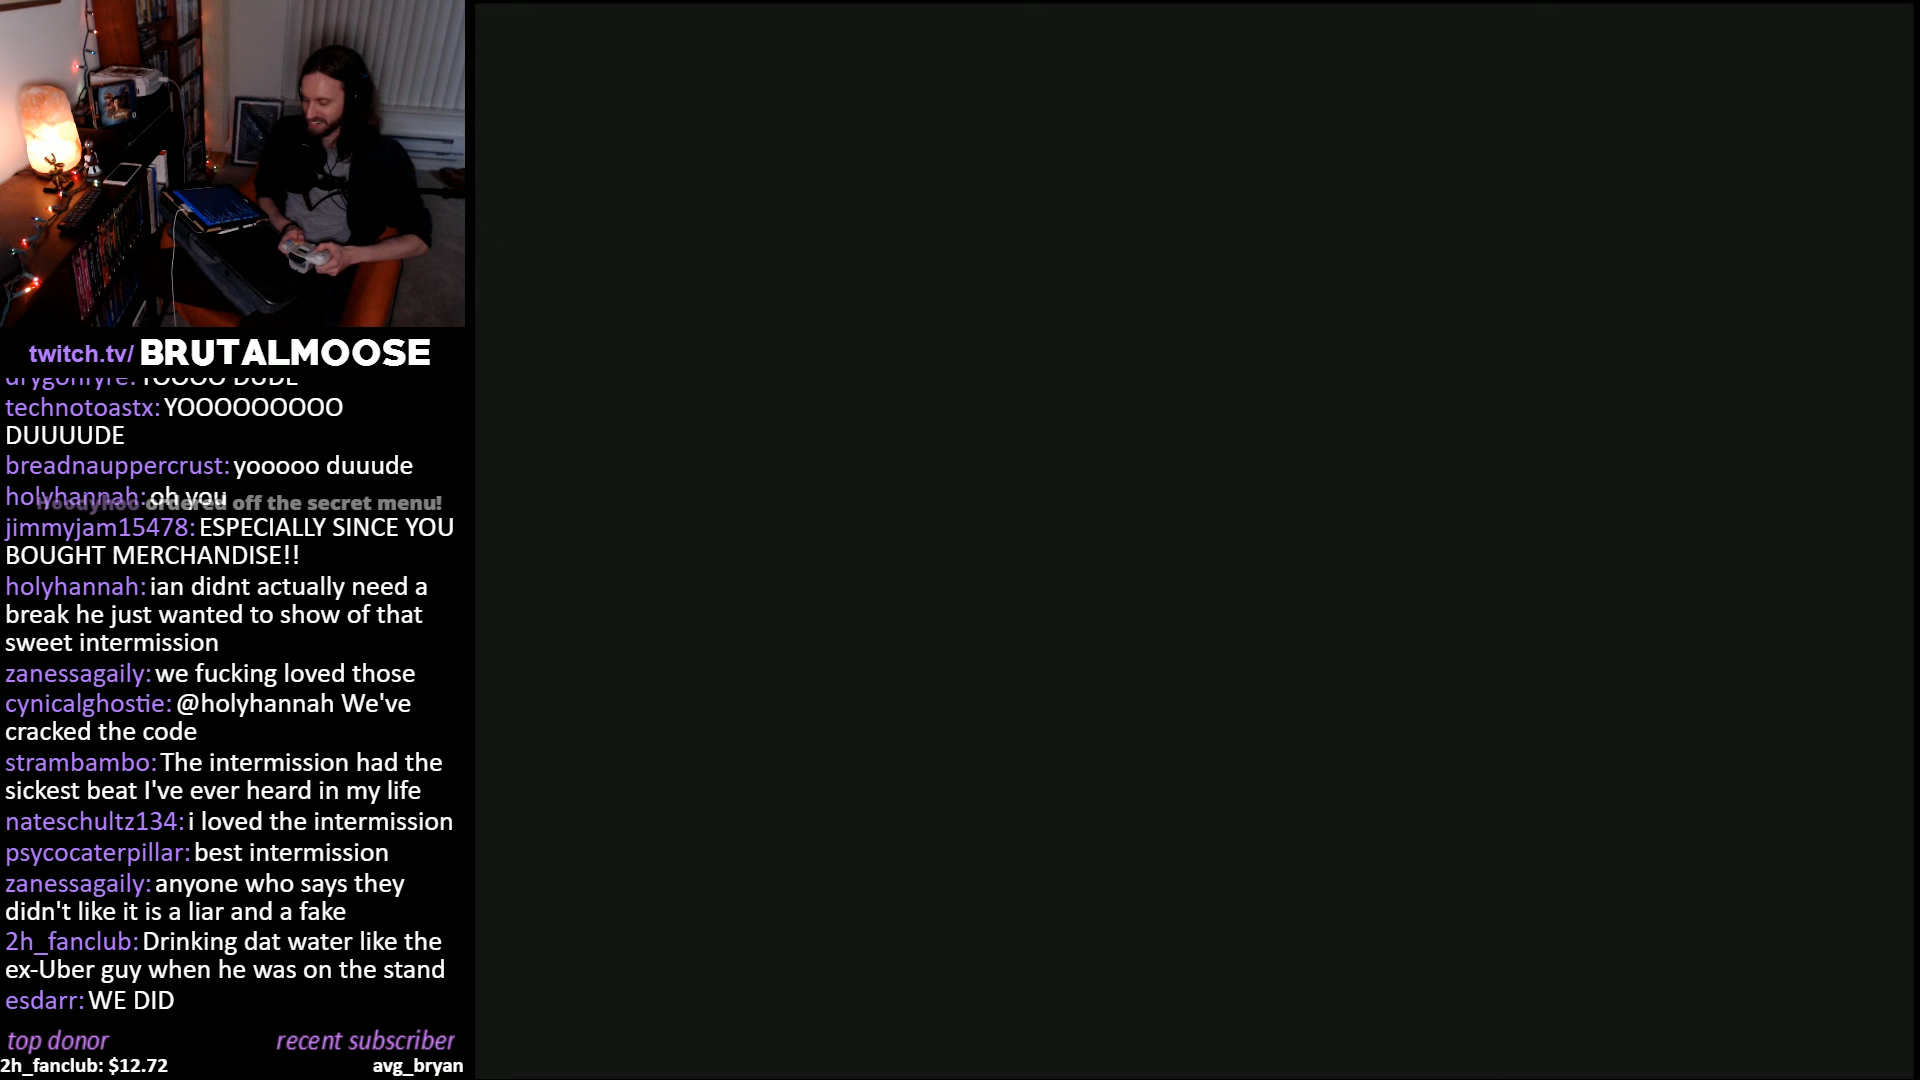 twitch.tv/ BRUTALMOOSE
drygonfyre: YOOOO DUDE
technotoastx: YOOOOOOOOO
DUUUUDE
breadnauppercrust: yooooo duuude
holyhannah: oh you
Hoodyhoo ordered off the secret menu!
jimmyjam15478: ESPECIALLY SINCE YOU
BOUGHT MERCHANDISE!!
holyhannah: ian didnt actually need a
break he just wanted to show of that
sweet intermission
zanessagaily: we fucking loved those
cynicalghostie: @holyhannah We've
cracked the code
strambambo: The intermission had the
sickest beat I've ever heard in my life
nateschultz134: i loved the intermission
psycocaterpillar: best intermission
zanessagaily: anyone who says they
didn't like it is a liar and a fake
2h_fanclub: Drinking dat water like the
ex-Uber guy when he was on the stand
esdarr: WE DID
top donor recent subscriber
2h_fanclub: $12.72 avg_bryan